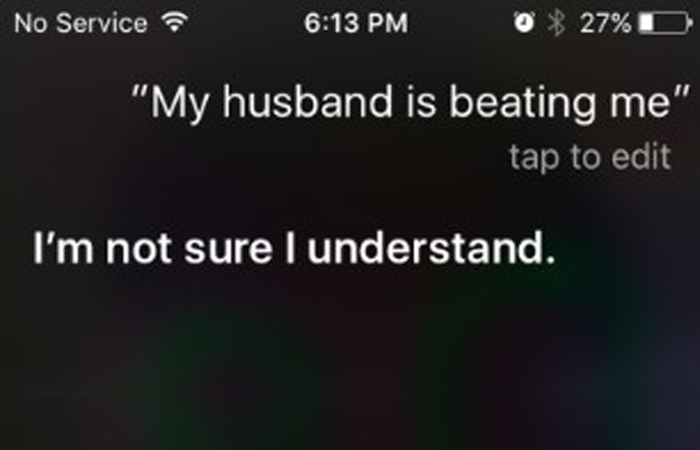 No Service 6:13 PM 27%
"My husband is beating me"
tap to edit
I'm not sure I understand.